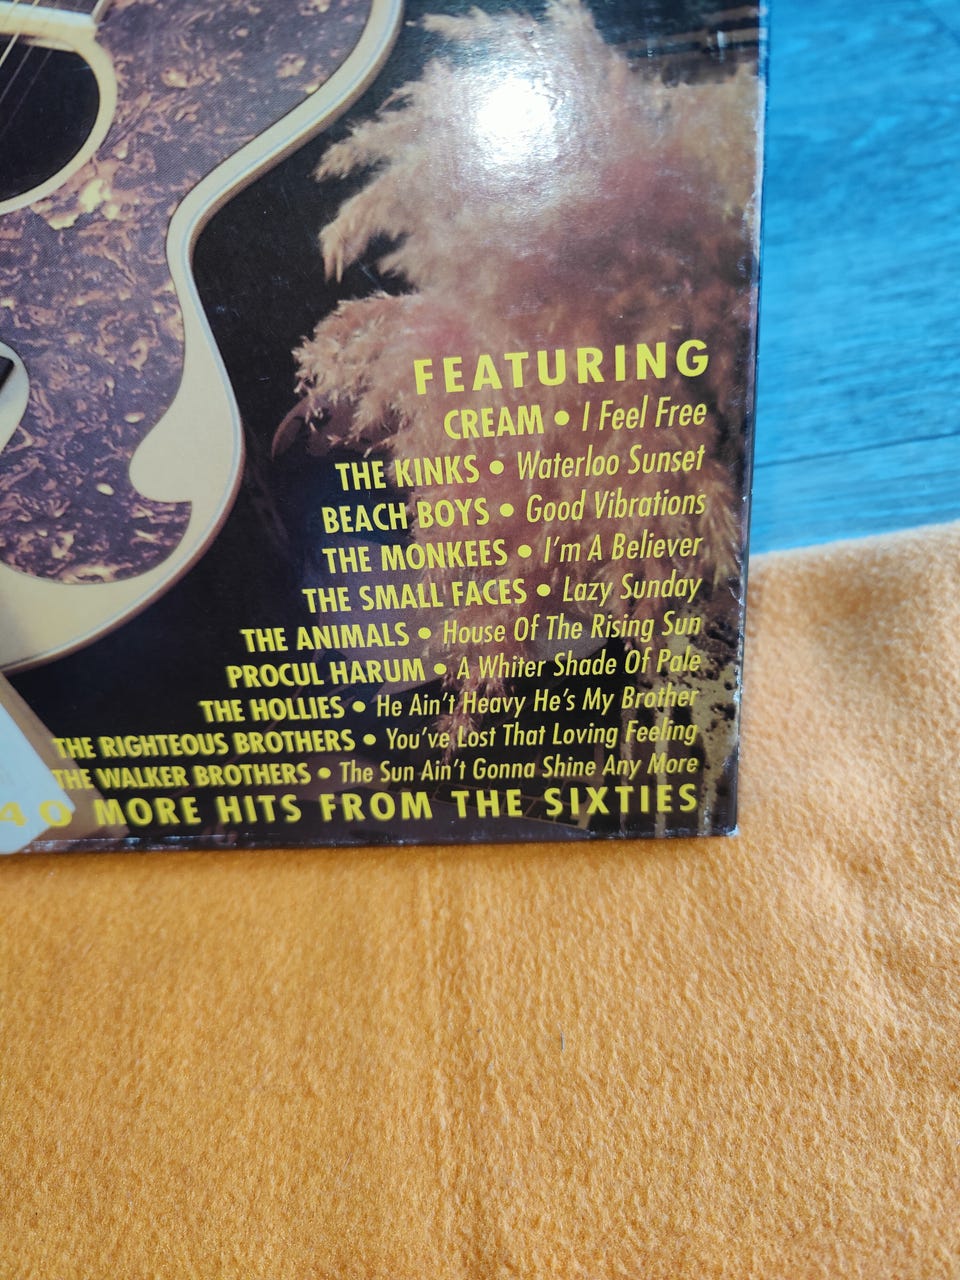 FEATURING
CREAM • I Feel Free
THE KINKS • Waterloo Sunset
BEACH BOYS • Good Vibrations
THE MONKEES • I'm A Believer
THE SMALL FACES • Lazy Sunday
THE ANIMALS • House Of The Rising Sun
PROCUL HARUM • A Whiter Shade Of Pale
THE HOLLIES • He Ain't Heavy He's My Brother
THE RIGHTEOUS BROTHERS • You've Lost That Loving Feeling
THE WALKER BROTHERS • The Sun Ain't Gonna Shine Any More
40 MORE HITS FROM THE SIXTIES